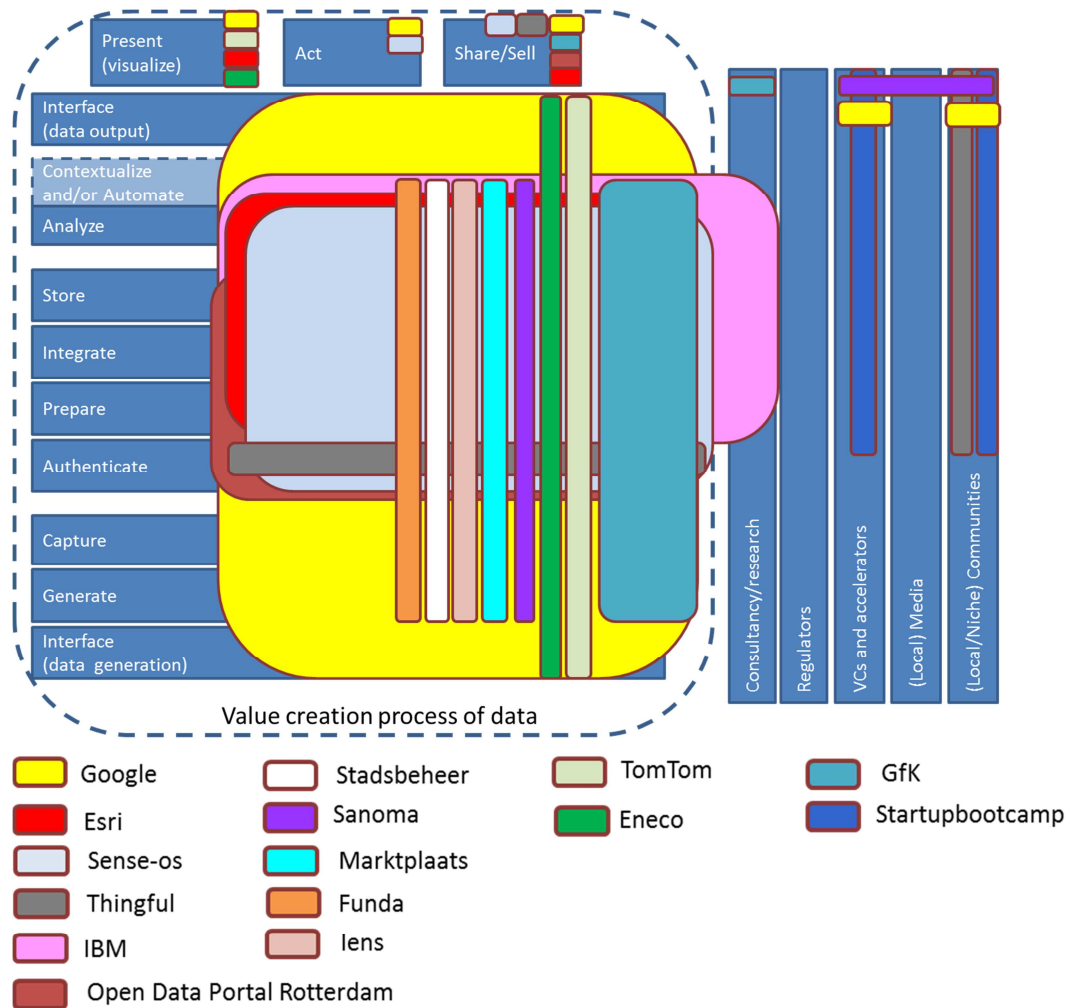 Present
(visualize)
Act
Share/Sell
Interface
(data output)
Contextualize
and/or Automate
Analyze
Store
Integrate
Prepare
Authenticate
Capture
Generate
Interface
(data generation)
Value creation process of data
Consultancy/research
Regulators
VCs and accelerators
(Local) Media
(Local/Niche) Communities
Google
Stadsbeheer
TomTom
GfK
Esri
Sanoma
Eneco
Startupbootcamp
Sense-os
Marktplaats
Thingful
Funda
IBM
Iens
Open Data Portal Rotterdam